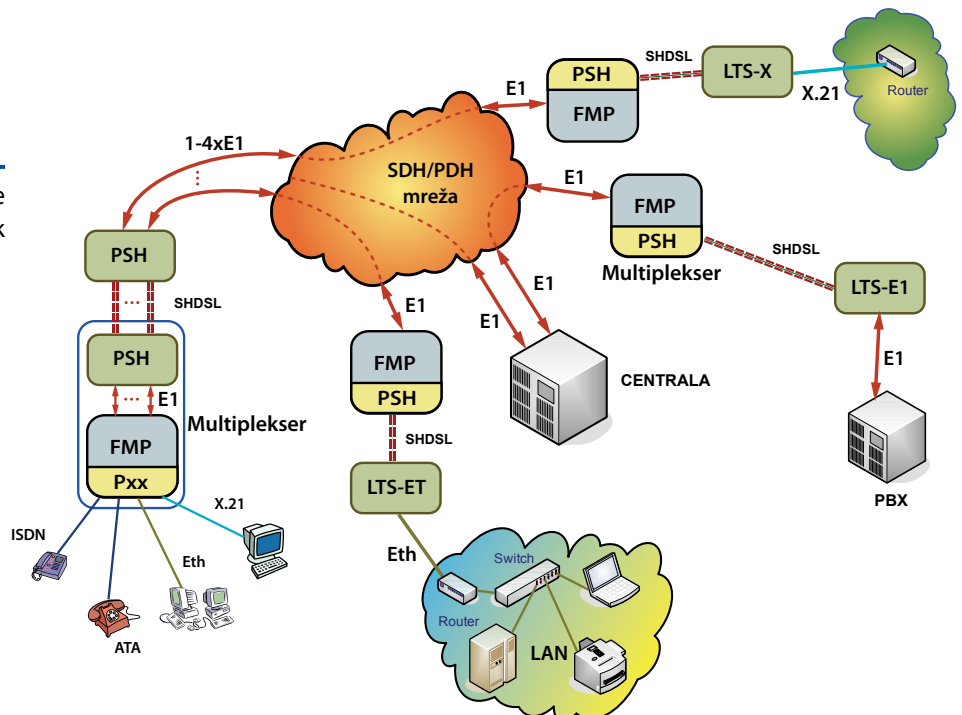 e
k
SDH/PDH
mreža
1-4xE1
E1
PSH
FMP
SHDSL
LTS-X
X.21
Router
E1
FMP
PSH
Multiplekser
SHDSL
LTS-E1
E1
PBX
PSH
SHDSL
PSH
E1
Multiplekser
FMP
Pxx
ISDN
ATA
Eth
X.21
E1
FMP
PSH
SHDSL
LTS-ET
Eth
E1
E1
CENTRALA
Switch
Router
LAN